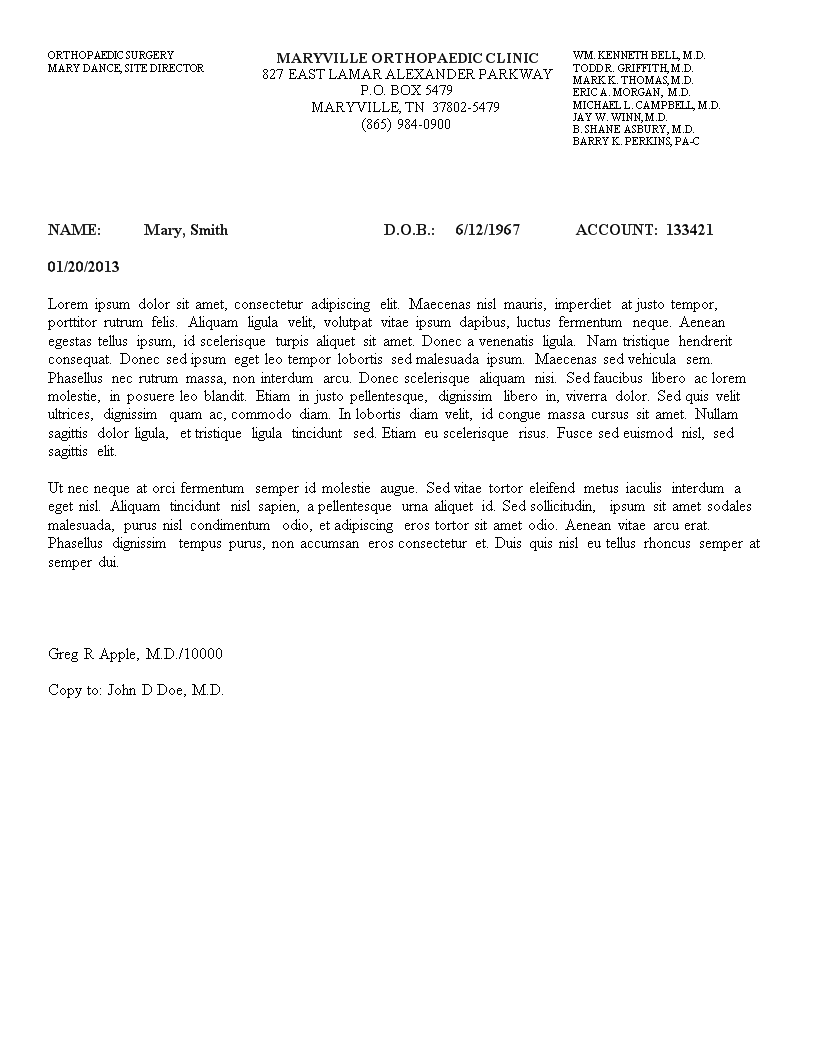 ORTHOPAEDIC SURGERY
MARY DANCE, SITE DIRECTOR
MARYVILLE ORTHOPAEDIC CLINIC
827 EAST LAMAR ALEXANDER PARKWAY
P.O. BOX 5479
MARYVILLE, TN 37802-5479
(865) 984-0900
WM. KENNETH BELL, M.D.
TODD R. GRIFFITH, M.D.
MARK K. THOMAS, M.D.
ERIC A. MORGAN, M.D.
MICHAEL L. CAMPBELL, M.D.
JAY W. WINN, M.D.
B. SHANE ASBURY, M.D.
BARRY K. PERKINS, PA-C
NAME: Mary, Smith D.O.B.: 6/12/1967 ACCOUNT: 133421
01/20/2013
Lorem ipsum dolor sit amet, consectetur adipiscing elit. Maecenas nisl mauris, imperdiet at justo tempor,
porttitor rutrum felis. Aliquam ligula velit, volutpat vitae ipsum dapibus, luctus fermentum neque. Aenean
egestas tellus ipsum, id scelerisque turpis aliquet sit amet. Donec a venenatis ligula. Nam tristique hendrerit
consequat. Donec sed ipsum eget leo tempor lobortis sed malesuada ipsum. Maecenas sed vehicula sem.
Phasellus nec rutrum massa, non interdum arcu. Donec scelerisque aliquam nisi. Sed faucibus libero ac lorem
molestie, in posuere leo blandit. Etiam in justo pellentesque, dignissim libero in, viverra dolor. Sed quis velit
ultrices, dignissim quam ac, commodo diam. In lobortis diam velit, id congue massa cursus sit amet. Nullam
sagittis dolor ligula, et tristique ligula tincidunt sed. Etiam eu scelerisque risus. Fusce sed euismod nisl, sed
sagittis elit.
Ut nec neque at orci fermentum semper id molestie augue. Sed vitae tortor eleifend metus iaculis interdum a
eget nisl. Aliquam tincidunt nisl sapien, a pellentesque urna aliquet id. Sed sollicitudin, ipsum sit amet sodales
malesuada, purus nisl condimentum odio, et adipiscing eros tortor sit amet odio. Aenean vitae arcu erat.
Phasellus dignissim tempus purus, non accumsan eros consectetur et. Duis quis nisl eu tellus rhoncus semper at
semper dui.
Greg R Apple, M.D./10000
Copy to: John D Doe, M.D.